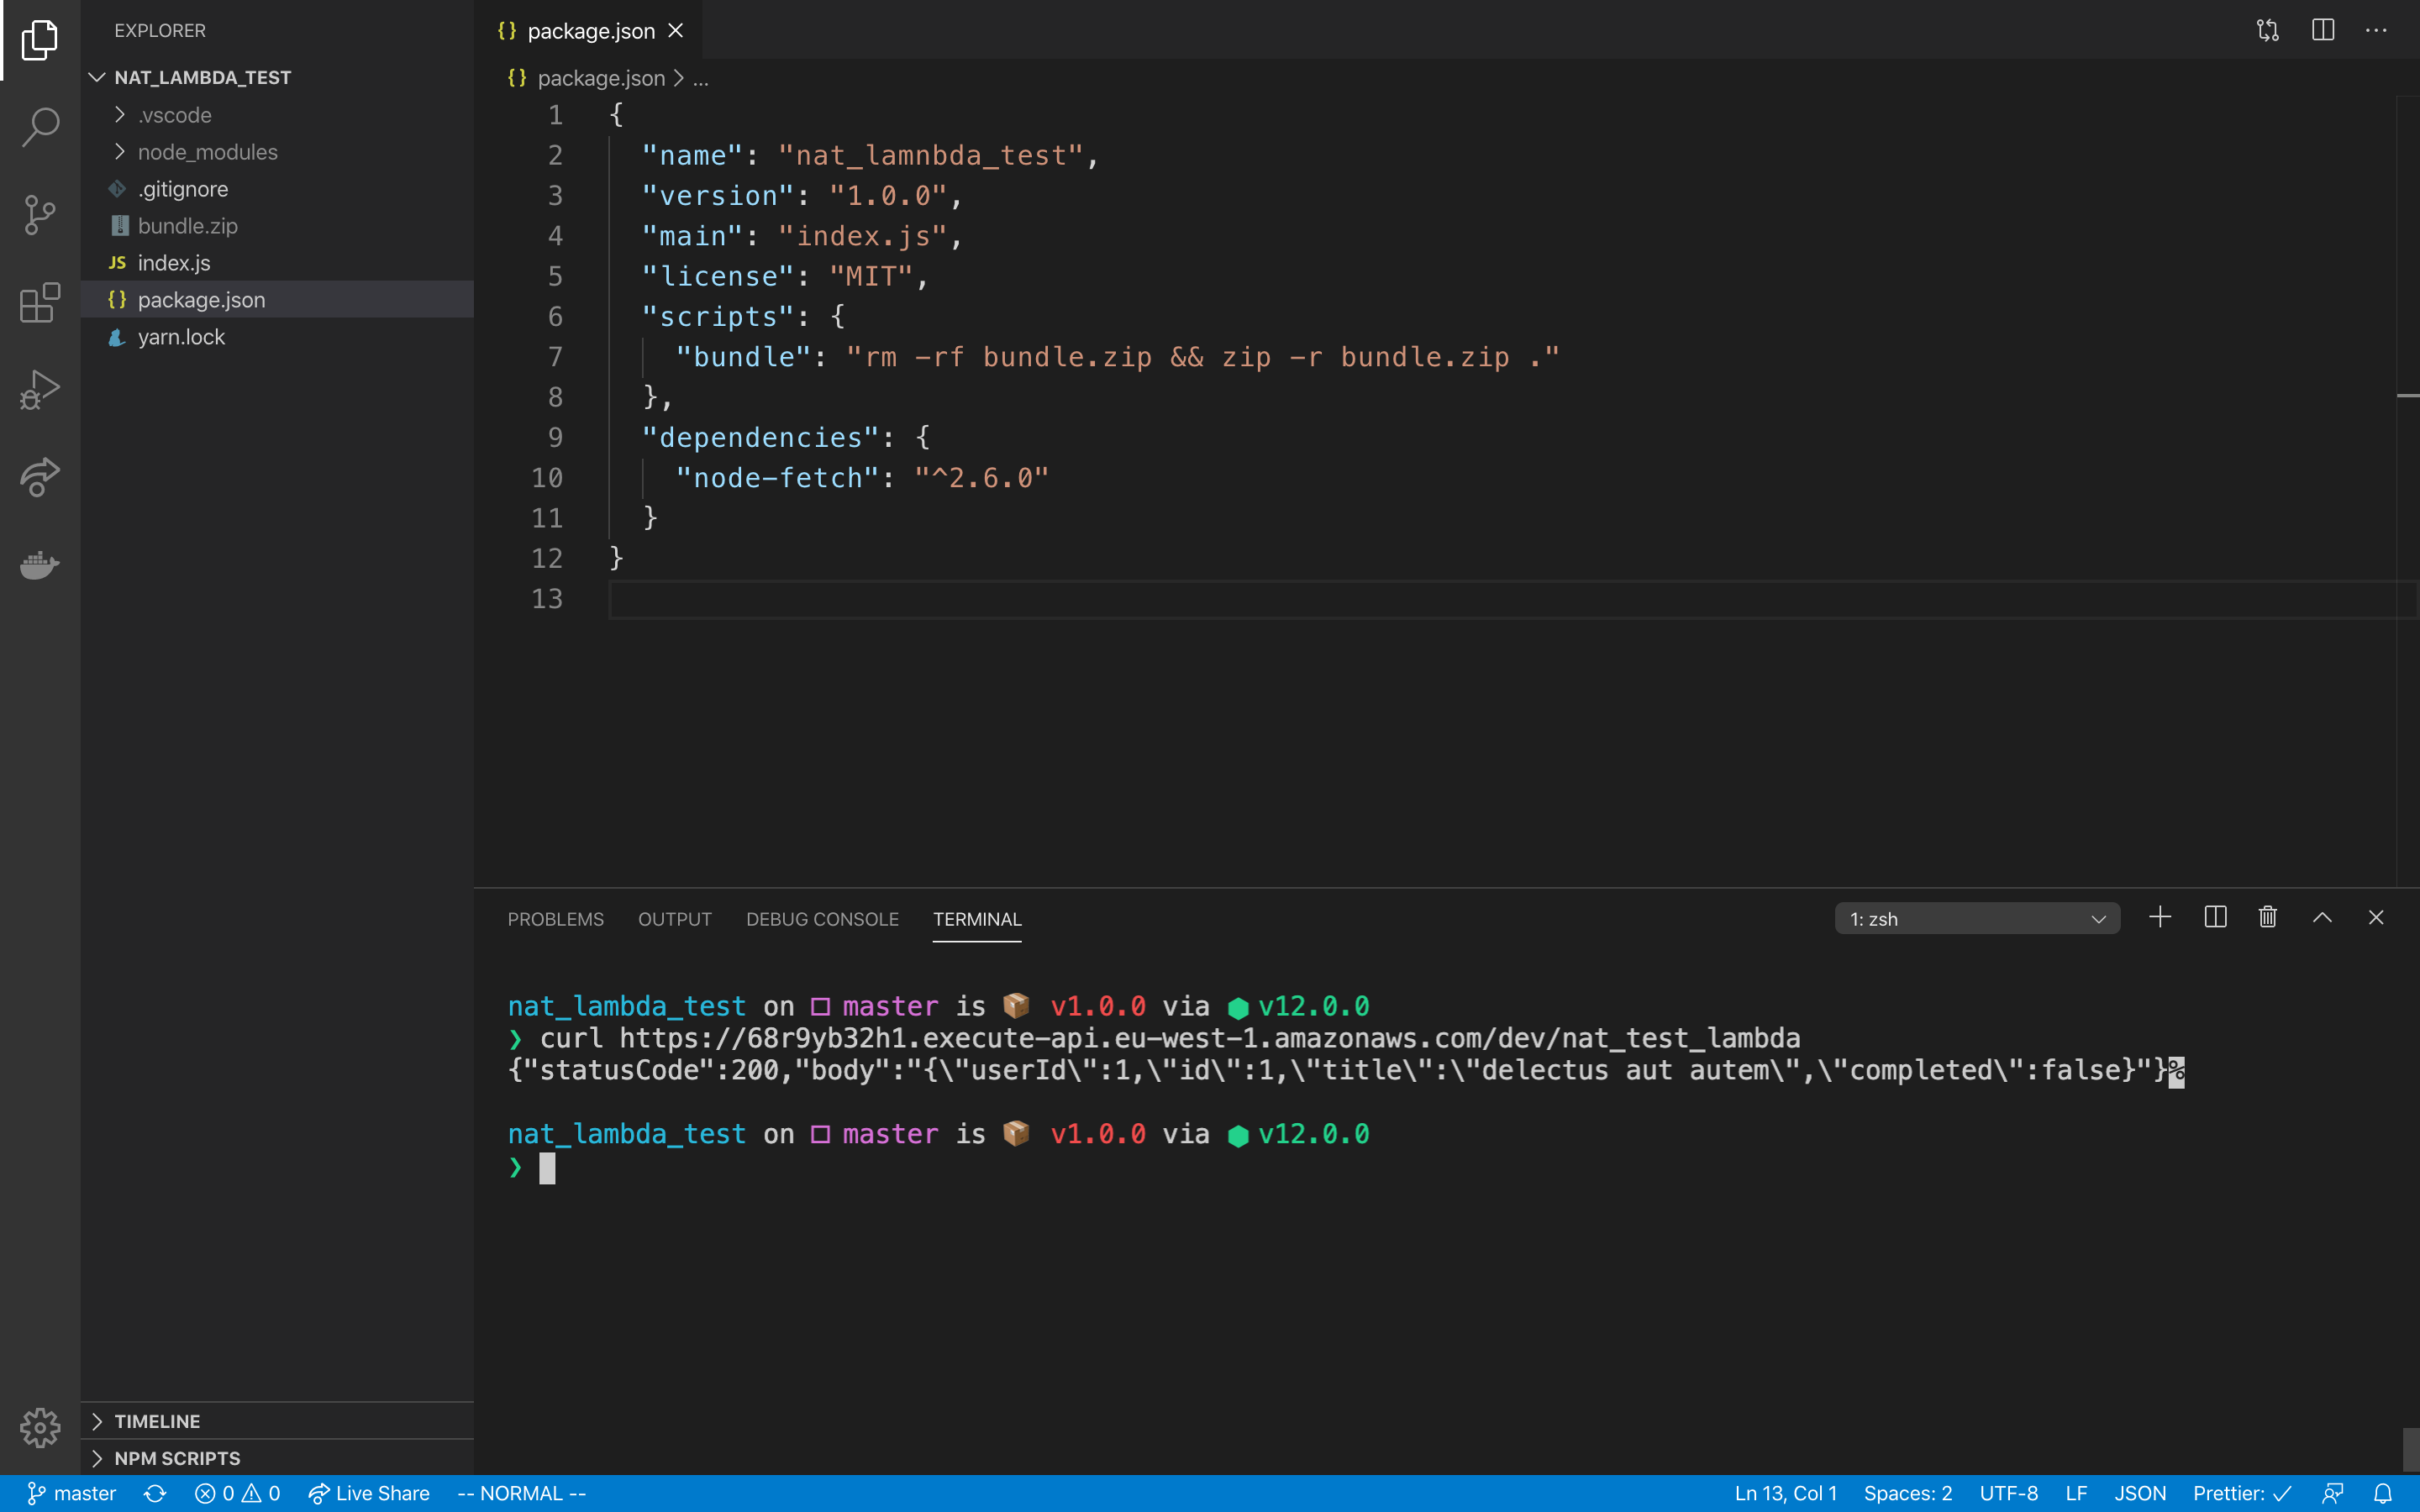 EXPLORER
NAT_LAMBDA_TEST
.vscode
node_modules
.gitignore
bundle.zip
JS index.js
{} package.json
yarn.lock
TIMELINE
NPM SCRIPTS
{} package.json
{} package.json > ...
1 {
2 "name": "nat_lamnbda_test",
3 "version": "1.0.0",
4 "main": "index.js",
5 "license": "MIT",
6 "scripts": {
7 "bundle": "rm -rf bundle.zip && zip -r bundle.zip ."
8 },
9 "dependencies": {
10 "node-fetch": "^2.6.0"
11 }
12 }
13
PROBLEMS OUTPUT DEBUG CONSOLE TERMINAL
1: zsh
nat_lambda_test on master is 📦 v1.0.0 via ⬢ v12.0.0
❯ curl https://68r9yb32h1.execute-api.eu-west-1.amazonaws.com/dev/nat_test_lambda
{"statusCode":200,"body":"{\"userId\":1,\"id\":1,\"title\":\"delectus aut autem\",\"completed\":false}"}%
nat_lambda_test on master is 📦 v1.0.0 via ⬢ v12.0.0
❯
master 0 0 Live Share -- NORMAL -- Ln 13, Col 1 Spaces: 2 UTF-8 LF JSON Prettier: ✓